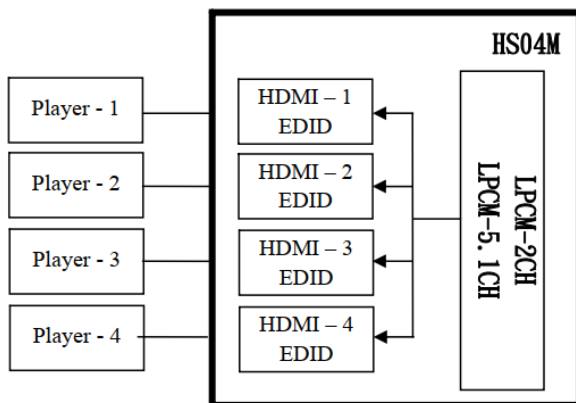 HS04M
Player - 1
HDMI – 1
EDID
Player - 2
HDMI – 2
EDID
Player - 3
HDMI – 3
EDID
Player - 4
HDMI – 4
EDID
LPCM-2CH
LPCM-5.1CH